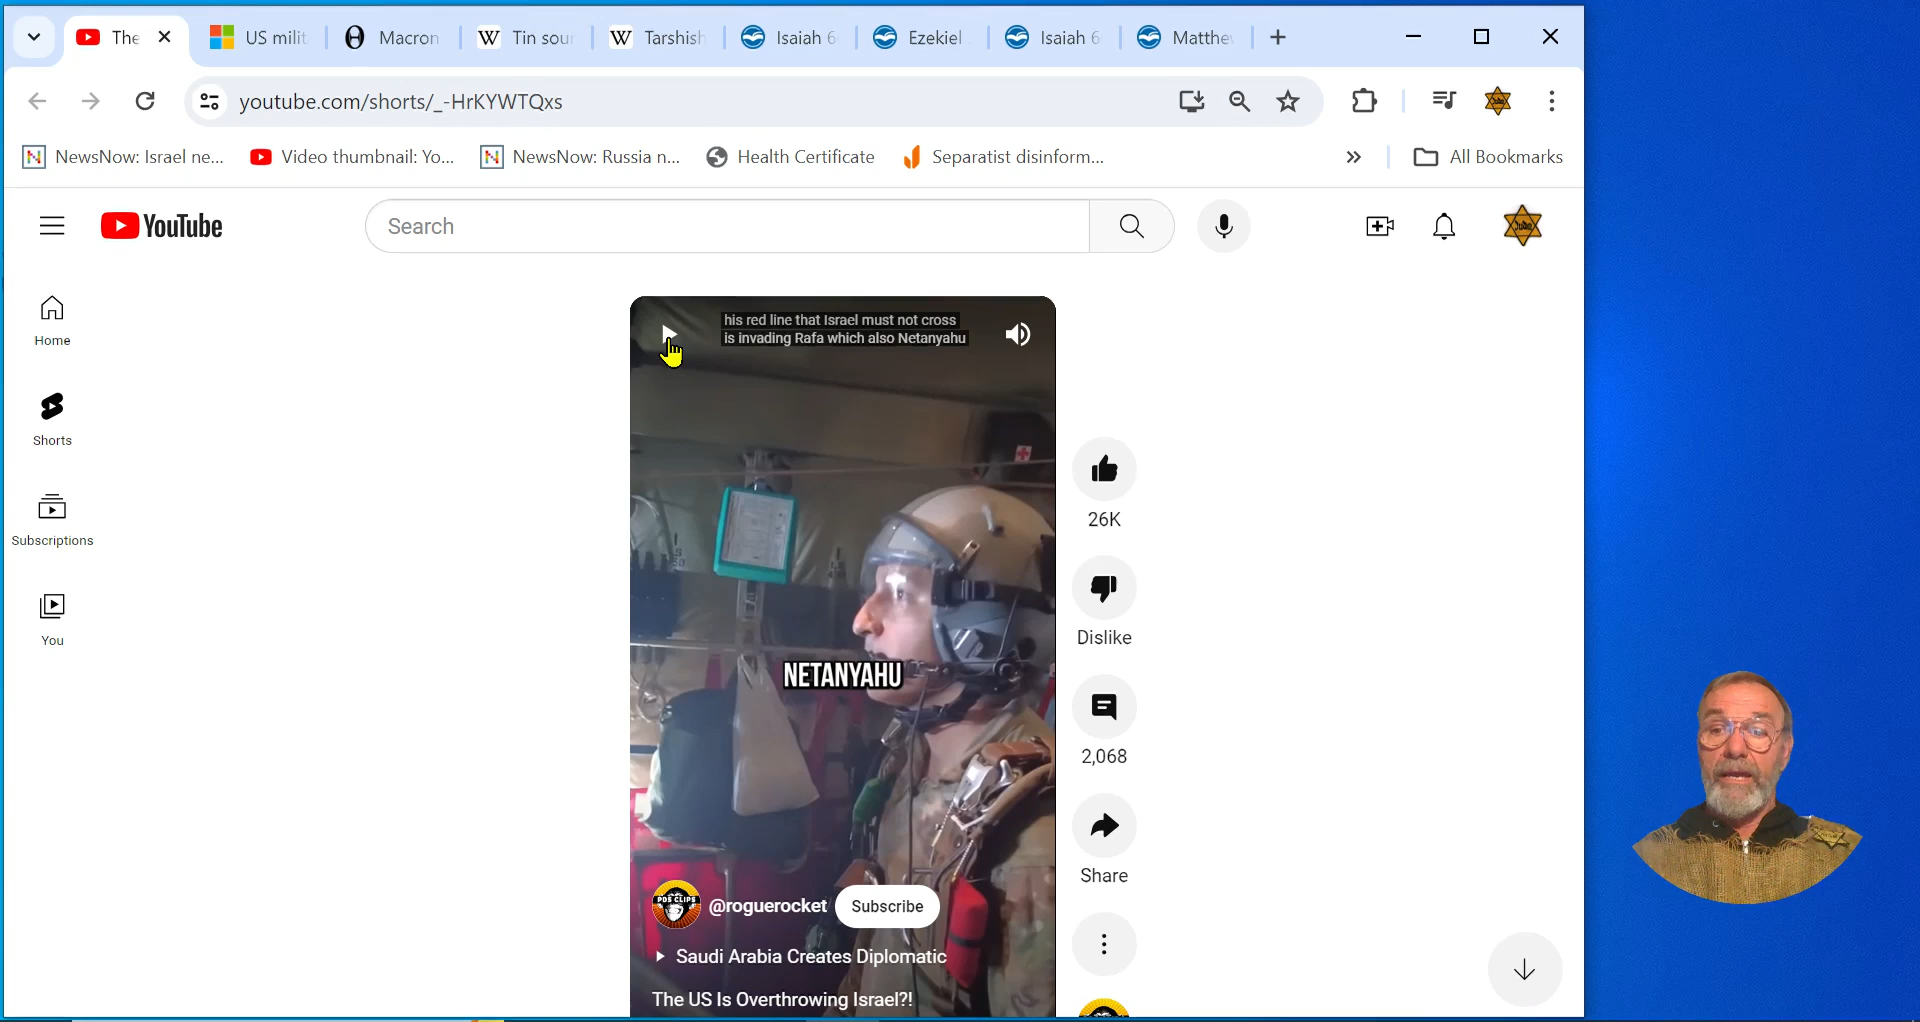 The
US milit
Macron
Tin sour
Tarshish
Isaiah 6
Ezekiel
Isaiah 6
Matthe
youtube.com/shorts/_-HrKYWTQxs
NewsNow: Israel ne...
Video thumbnail: Yo...
NewsNow: Russia n...
Health Certificate
Separatist disinform...
All Bookmarks
YouTube
Search
Home
Shorts
Subscriptions
You
his red line that Israel must not cross
is invading Rafa which also Netanyahu
NETANYAHU
26K
Dislike
2,068
Share
PDS CLIPS
@roguerocket
Subscribe
Saudi Arabia Creates Diplomatic
The US Is Overthrowing Israel?!